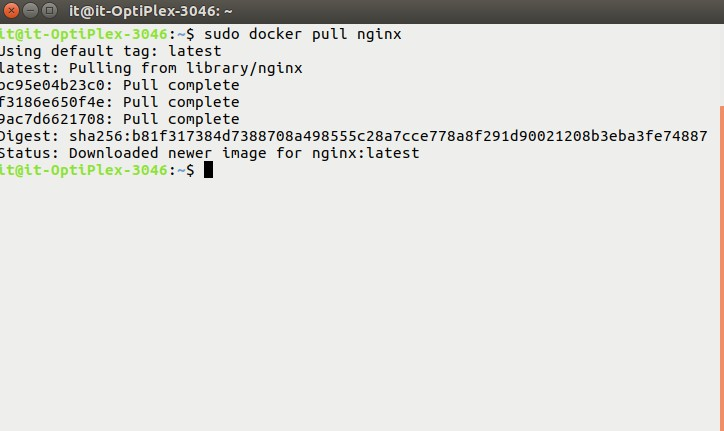 it@it-OptiPlex-3046: ~
it@it-OptiPlex-3046:~$ sudo docker pull nginx
Using default tag: latest
latest: Pulling from library/nginx
bc95e04b23c0: Pull complete
f3186e650f4e: Pull complete
9ac7d6621708: Pull complete
Digest: sha256:b81f317384d7388708a498555c28a7cce778a8f291d90021208b3eba3fe74887
Status: Downloaded newer image for nginx:latest
it@it-OptiPlex-3046:~$